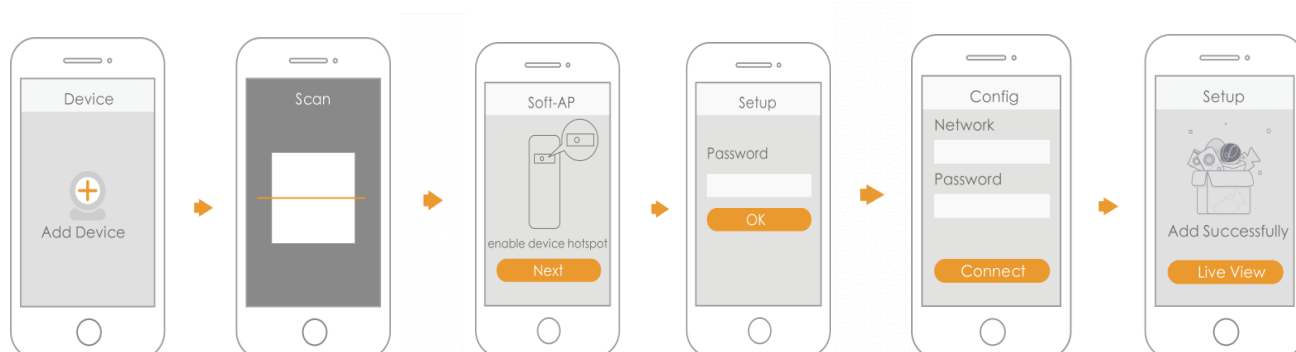 Device
Add Device
Scan
Soft-AP
enable device hotspot
Next
Setup
Password
OK
Config
Network
Password
Connect
Setup
Add Successfully
Live View